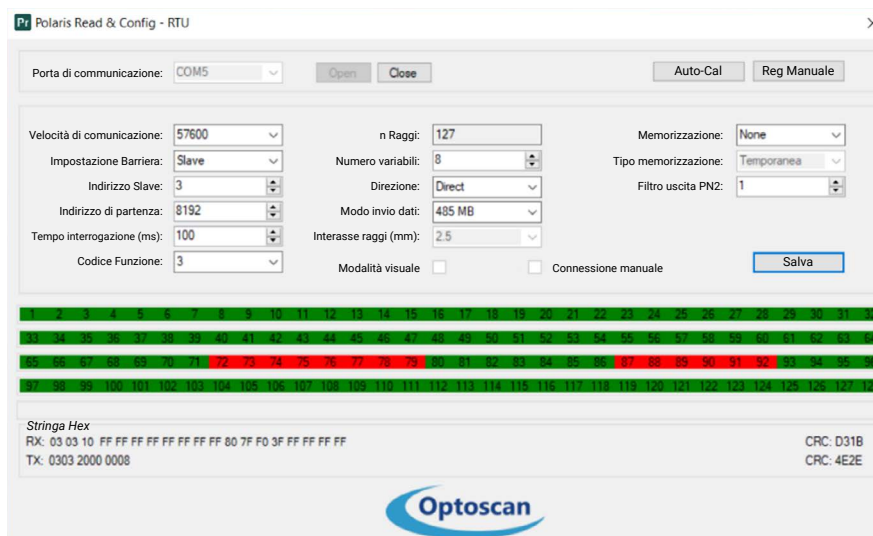 Pr Polaris Read & Config - RTU
Porta di communicazione: COM5 Open Close Auto-Cal Reg Manuale
Velocità di comunicazione: 57600 n Raggi: 127 Memorizzazione: None
Impostazione Barriera: Slave Numero variabili: 8 Tipo memorizzazione: Temporanea
Indirizzo Slave: 3 Direzione: Direct Filtro uscita PN2: 1
Indirizzo di partenza: 8192 Modo invio dati: 485 MB
Tempo interrogazione (ms): 100 Interasse raggi (mm): 2.5
Codice Funzione: 3 Modalità visuale Connessione manuale Salva
1 2 3 4 5 6 7 8 9 10 11 12 13 14 15 16 17 18 19 20 21 22 23 24 25 26 27 28 29 30 31
33 34 35 36 37 38 39 40 41 42 43 44 45 46 47 48 49 50 51 52 53 54 55 56 57 58 59 60 61 62 63
65 66 67 68 69 70 71 72 73 74 75 76 77 78 79 80 81 82 83 84 85 86 87 88 89 90 91 92 93 94 95
97 98 99 100 101 102 103 104 105 106 107 108 109 110 111 112 113 114 115 116 117 118 119 120 121 122 123 124 125 126 127
Stringa Hex
RX: 03 03 10 FF FF FF FF FF FF FF FF 80 7F F0 3F FF FF FF FF CRC: D31B
TX: 0303 2000 0008 CRC: 4E2E
Optoscan